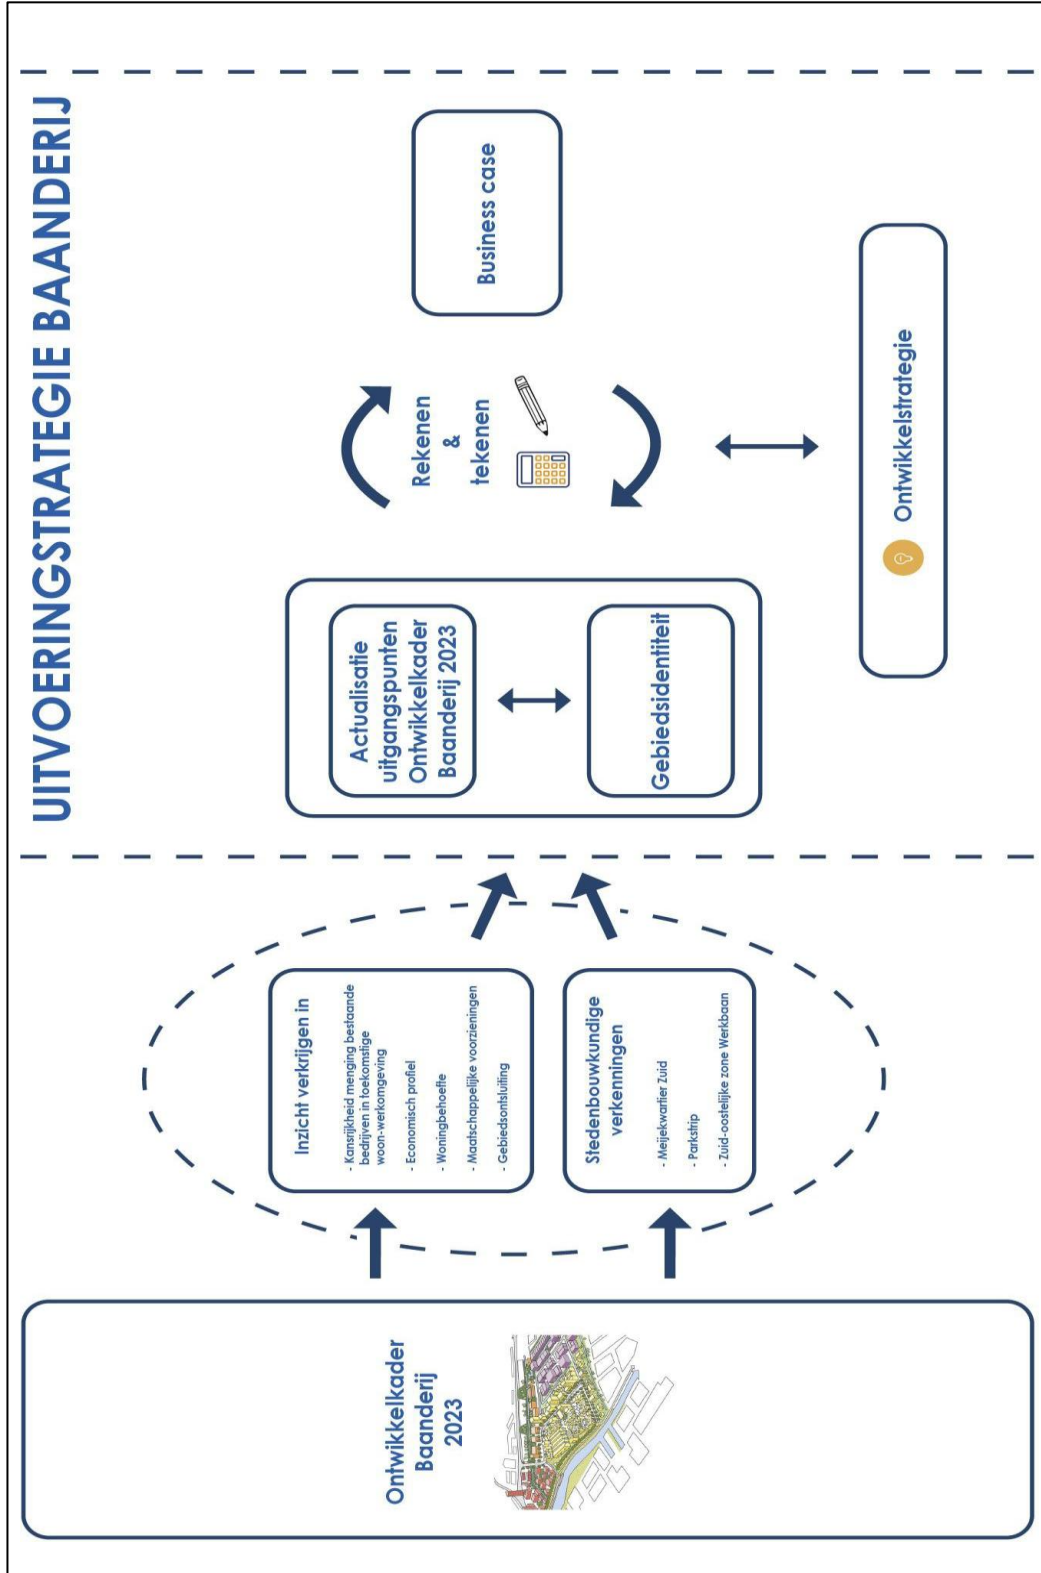 UITVOERINGSTRATEGIE BAANDERIJ
Ontwikkelkader
Baanderij
2023
Inzicht verkrijgen in
- Kansrijkheid menging bestaande
bedrijven in toekomstige
woon-werkomgeving
- Economisch profiel
- Woningbehoefte
- Maatschappelijke voorzieningen
- Gebiedsontsluiting
Stedenbouwkundige
verkenningen
- Meijekwartier Zuid
- Parkstrip
- Zuid-oostelijke zone Werkbaan
Actualisatie
uitgangspunten
Ontwikkelkader
Baanderij 2023
Gebiedsidentiteit
Rekenen
&
tekenen
Business case
Ontwikkelstrategie